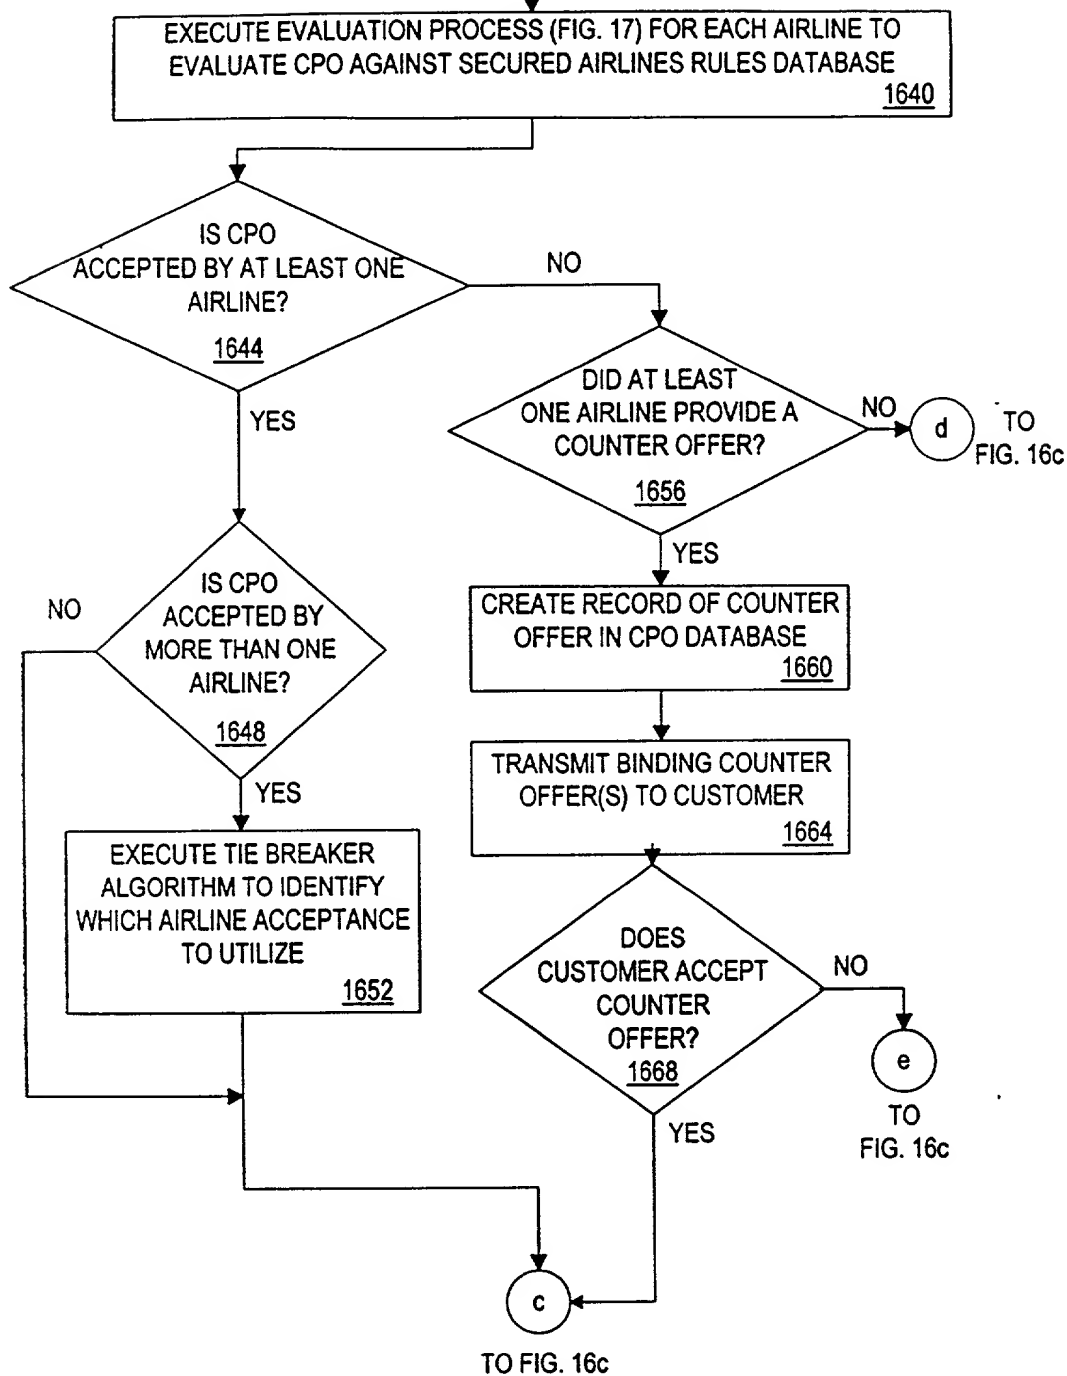 EXECUTE EVALUATION PROCESS (FIG. 17) FOR EACH AIRLINE TO
EVALUATE CPO AGAINST SECURED AIRLINES RULES DATABASE
1640
IS CPO
ACCEPTED BY AT LEAST ONE
AIRLINE?
1644
NO
YES
DID AT LEAST
ONE AIRLINE PROVIDE A
COUNTER OFFER?
1656
NO
d
TO
FIG. 16c
YES
IS CPO
ACCEPTED BY
MORE THAN ONE
AIRLINE?
1648
NO
YES
CREATE RECORD OF COUNTER
OFFER IN CPO DATABASE
1660
TRANSMIT BINDING COUNTER
OFFER(S) TO CUSTOMER
1664
EXECUTE TIE BREAKER
ALGORITHM TO IDENTIFY
WHICH AIRLINE ACCEPTANCE
TO UTILIZE
1652
DOES
CUSTOMER ACCEPT
COUNTER
OFFER?
1668
NO
e
TO
FIG. 16c
YES
c
TO FIG. 16c